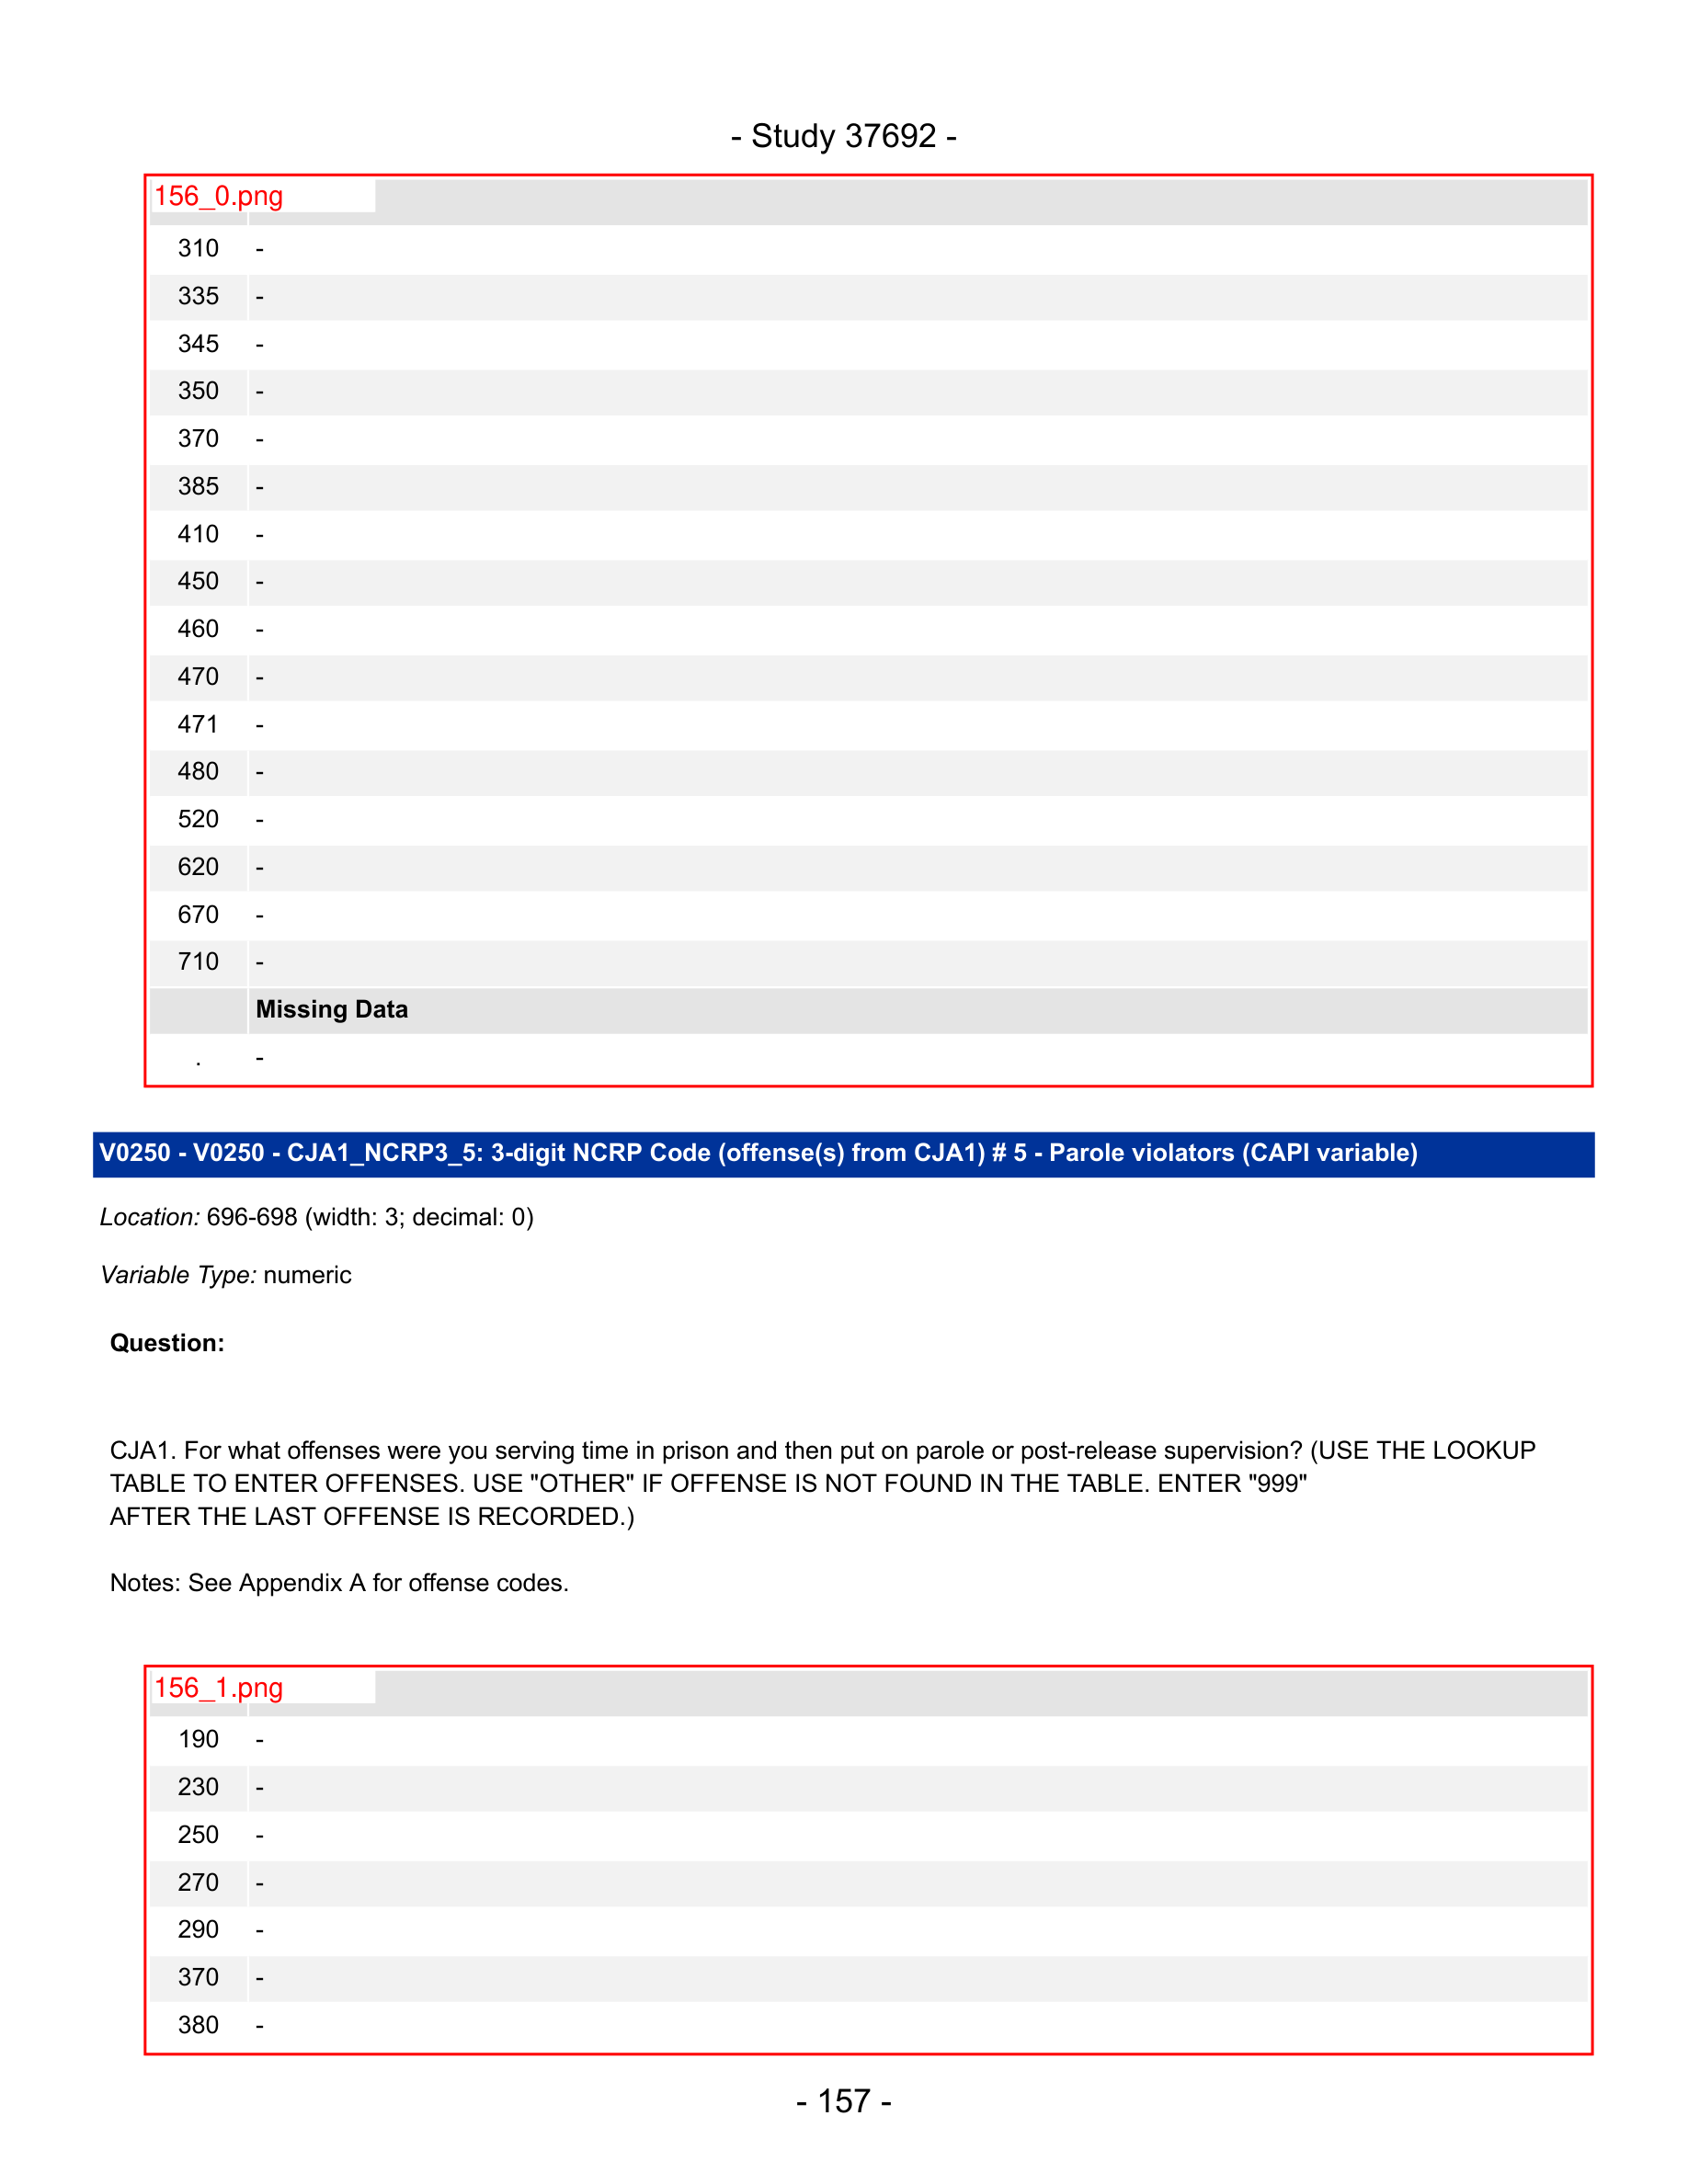 - Study 37692 -
156_0.png
310 -
335 -
345 -
350 -
370 -
385 -
410 -
450 -
460 -
470 -
471 -
480 -
520 -
620 -
670 -
710 -
Missing Data
. -
V0250 - V0250 - CJA1_NCRP3_5: 3-digit NCRP Code (offense(s) from CJA1) # 5 - Parole violators (CAPI variable)
Location: 696-698 (width: 3; decimal: 0)
Variable Type: numeric
Question:
CJA1. For what offenses were you serving time in prison and then put on parole or post-release supervision? (USE THE LOOKUP
TABLE TO ENTER OFFENSES. USE "OTHER" IF OFFENSE IS NOT FOUND IN THE TABLE. ENTER "999"
AFTER THE LAST OFFENSE IS RECORDED.)
Notes: See Appendix A for offense codes.
156_1.png
190 -
230 -
250 -
270 -
290 -
370 -
380 -
- 157 -